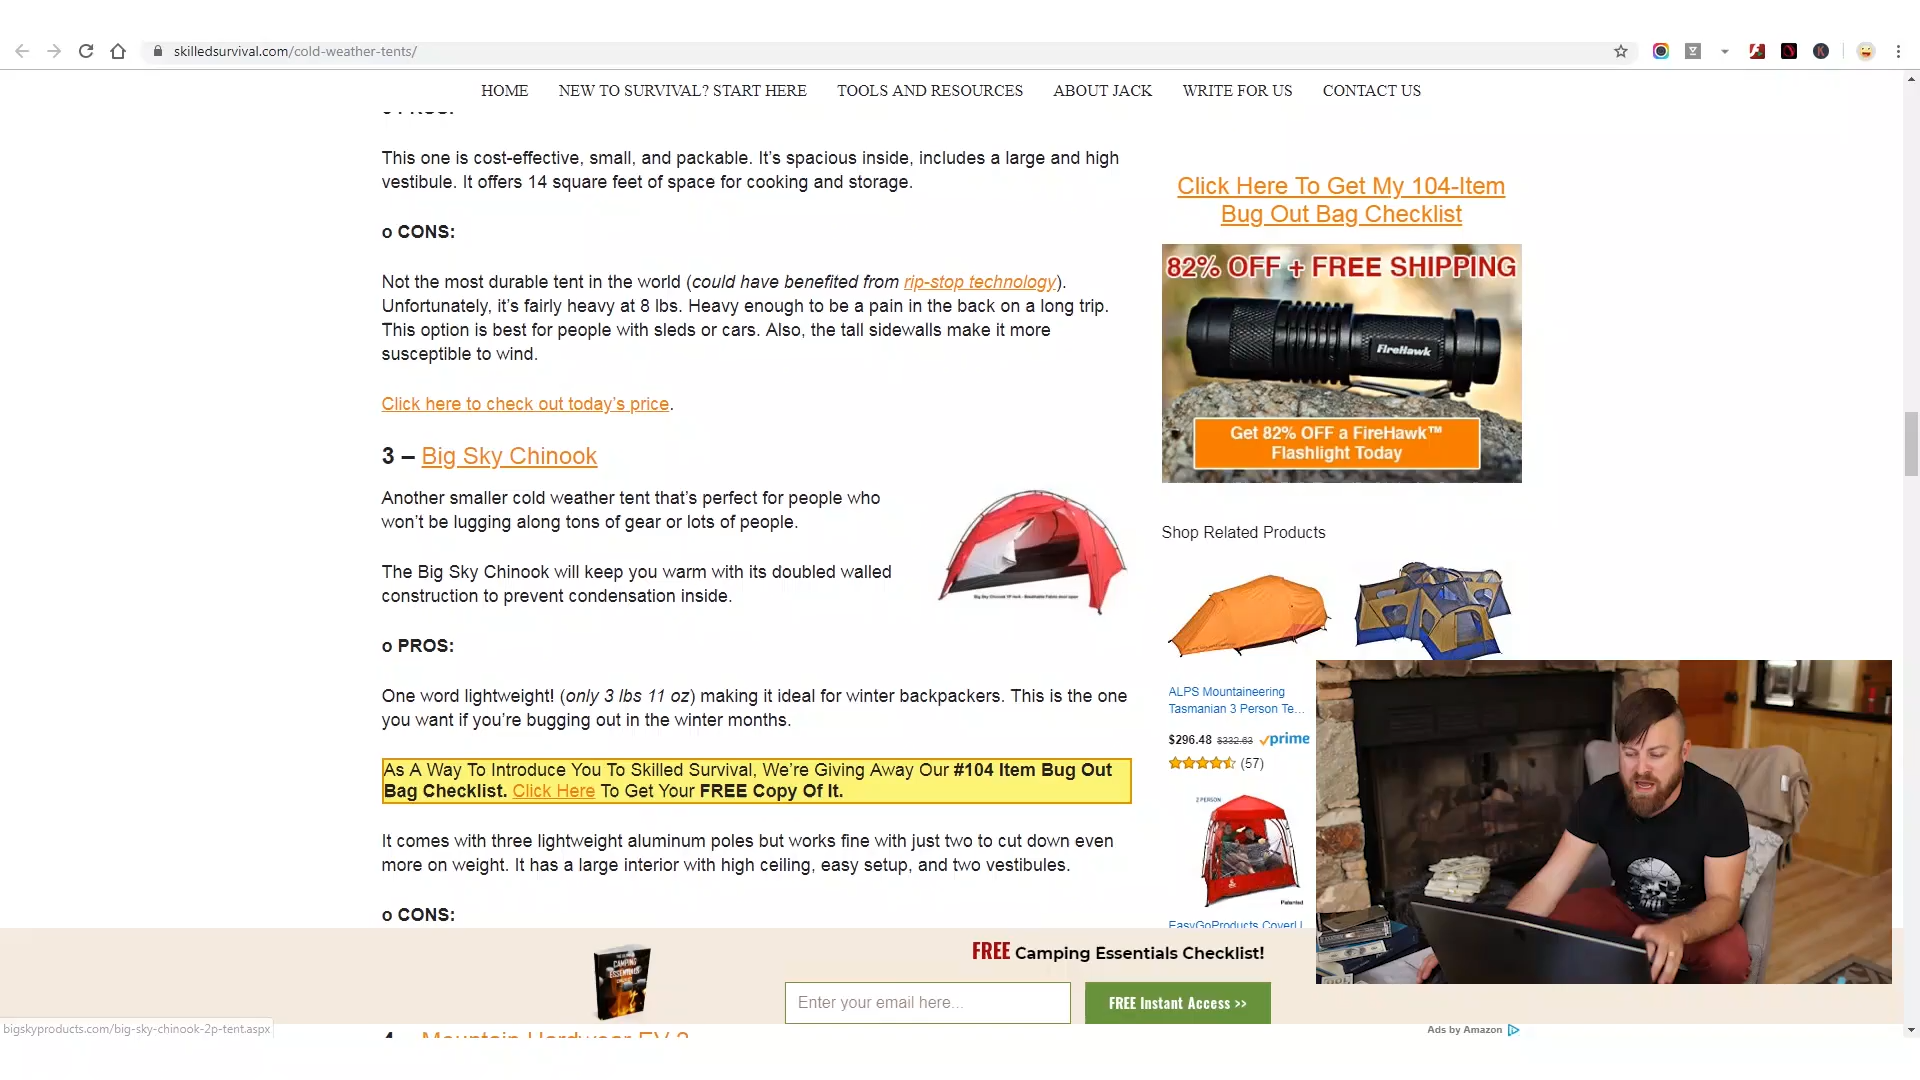 skilledsurvival.com/cold-weather-tents/
HOME
NEW TO SURVIVAL? START HERE
TOOLS AND RESOURCES
ABOUT JACK
WRITE FOR US
CONTACT US
This one is cost-effective, small, and packable. It’s spacious inside, includes a large and high
vestibule. It offers 14 square feet of space for cooking and storage.
o CONS:
Not the most durable tent in the world (could have benefited from rip-stop technology).
Unfortunately, it’s fairly heavy at 8 lbs. Heavy enough to be a pain in the back on a long trip.
This option is best for people with sleds or cars. Also, the tall sidewalls make it more
susceptible to wind.
Click here to check out today’s price.
3 – Big Sky Chinook
Another smaller cold weather tent that’s perfect for people who
won’t be lugging along tons of gear or lots of people.
The Big Sky Chinook will keep you warm with its doubled walled
construction to prevent condensation inside.
o PROS:
One word lightweight! (only 3 lbs 11 oz) making it ideal for winter backpackers. This is the one
you want if you’re bugging out in the winter months.
As A Way To Introduce You To Skilled Survival, We’re Giving Away Our #104 Item Bug Out
Bag Checklist. Click Here To Get Your FREE Copy Of It.
It comes with three lightweight aluminum poles but works fine with just two to cut down even
more on weight. It has a large interior with high ceiling, easy setup, and two vestibules.
o CONS:
Click Here To Get My 104-Item
Bug Out Bag Checklist
82% OFF + FREE SHIPPING
FireHawk
Get 82% OFF a FireHawk™
Flashlight Today
Shop Related Products
ALPS Mountaineering
Tasmanian 3 Person Te...
$296.48 $332.63 prime
(57)
2 PERSON
Patented
EasyGoProducts CoverU
CAMPING
ESSENTIALS
FREE Camping Essentials Checklist!
Enter your email here...
FREE Instant Access >>
bigskyproducts.com/big-sky-chinook-2p-tent.aspx
4 – Mountain Hardwear EV 2
Ads by Amazon